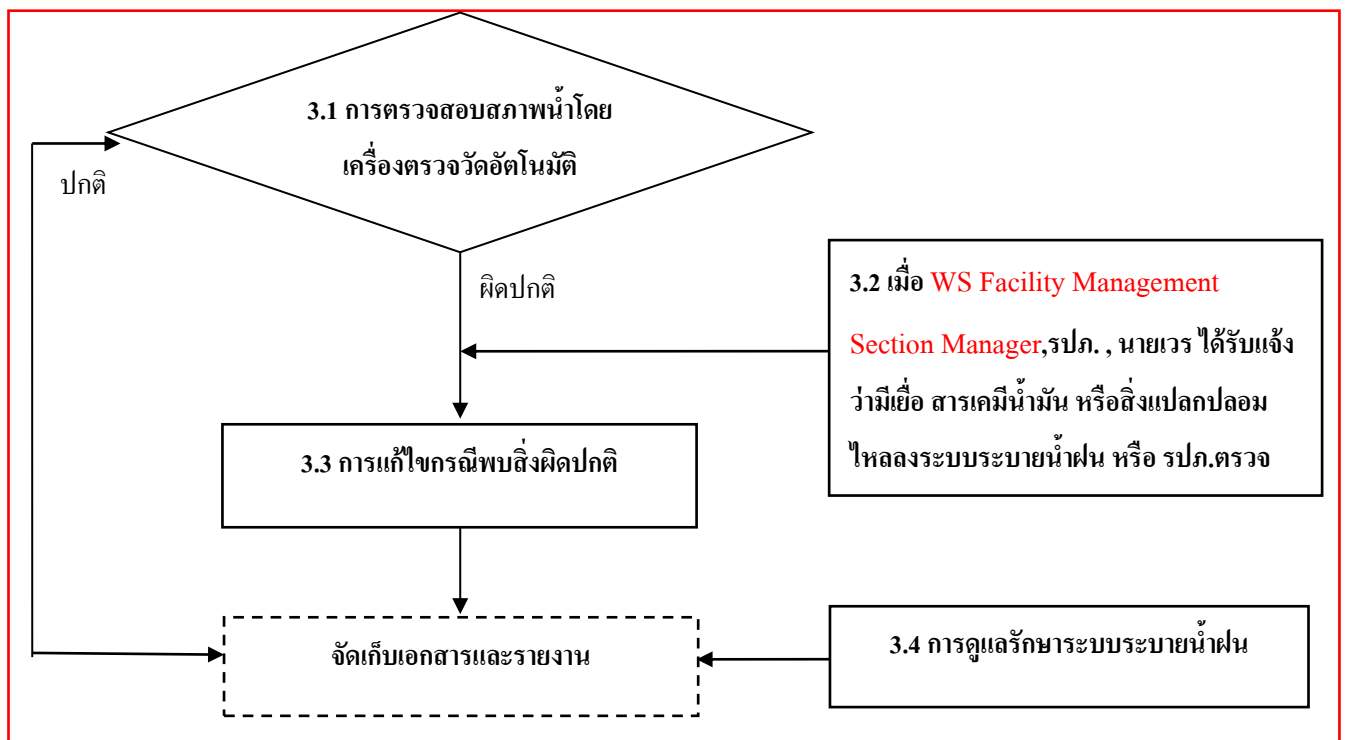 3.1 การตรวจสอบสภาพน้ำโดย
เครื่องตรวจวัดอัตโนมัติ
ปกติ
ผิดปกติ
3.2 เมื่อ WS Facility Management
Section Manager,รปภ. , นายเวร ได้รับแจ้ง
ว่ามีเยื่อ สารเคมีน้ำมัน หรือสิ่งแปลกปลอม
ไหลลงระบบระบายน้ำฝน หรือ รปภ.ตรวจ
3.3 การแก้ไขกรณีพบสิ่งผิดปกติ
จัดเก็บเอกสารและรายงาน
3.4 การดูแลรักษาระบบระบายน้ำฝน